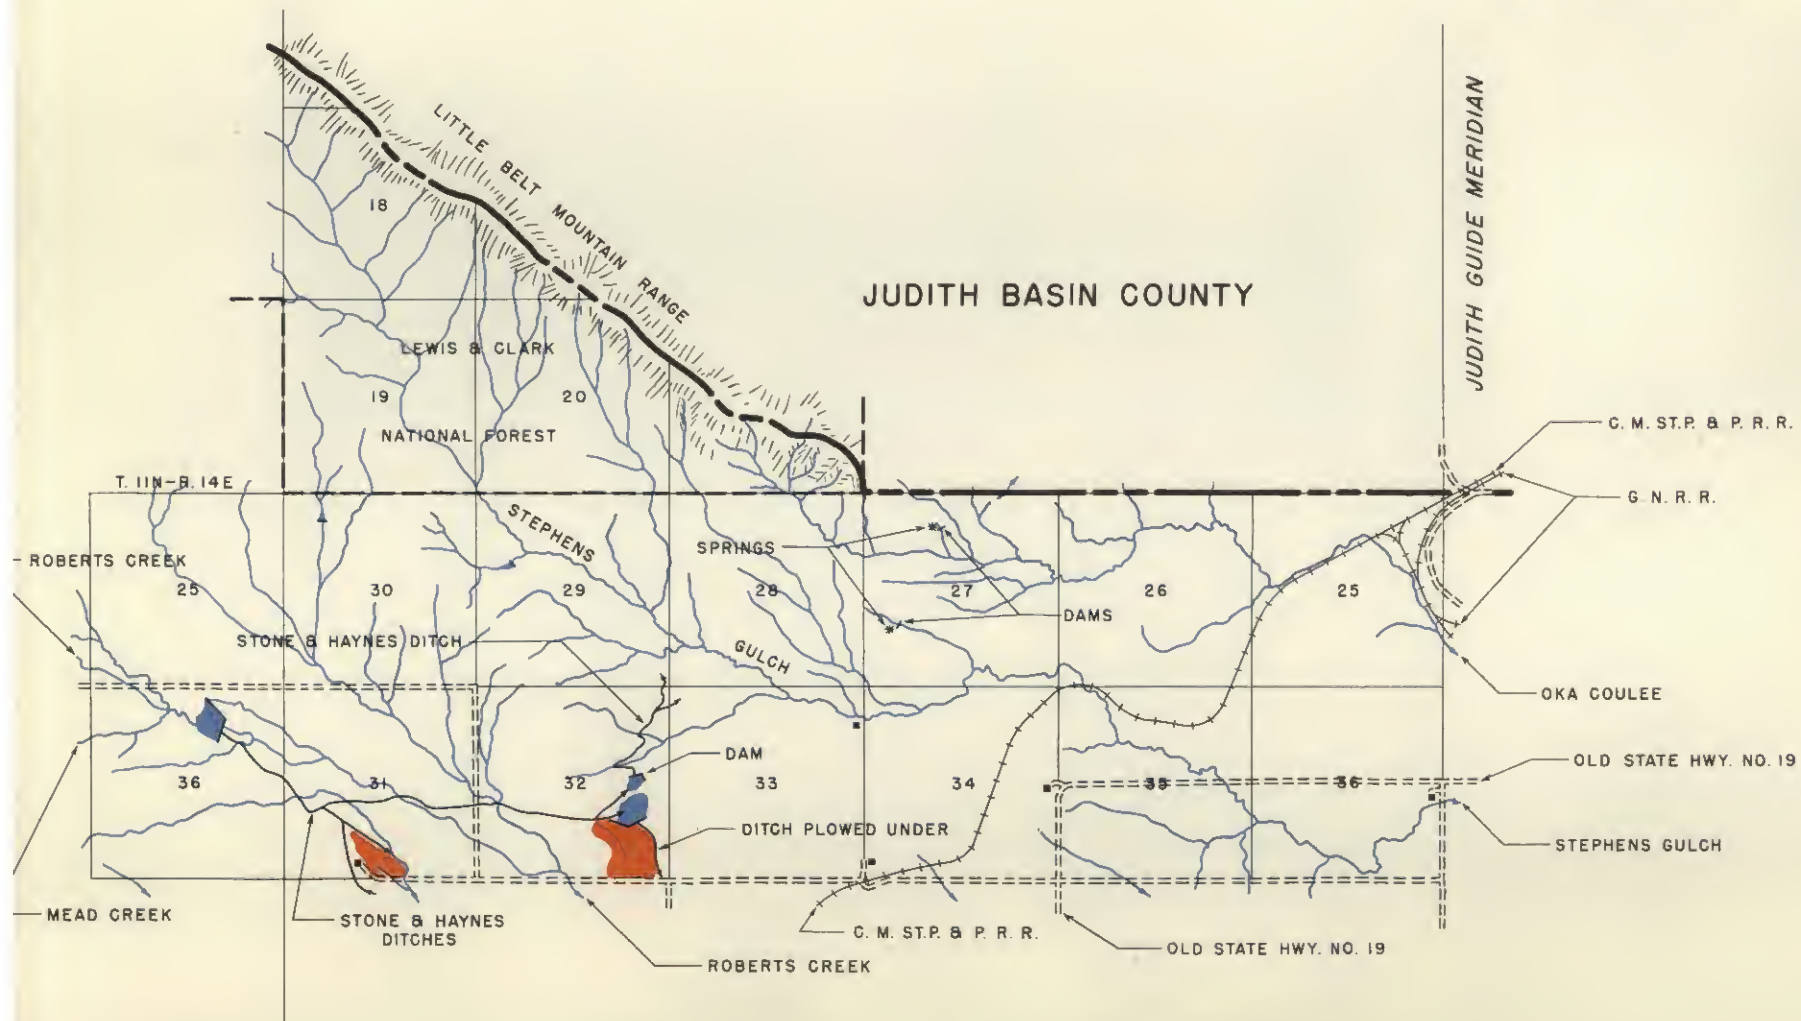 LITTLE BELT MOUNTAIN RANGE
JUDITH GUIDE MERIDIAN
18
JUDITH BASIN COUNTY
LEWIS & CLARK
19
20
NATIONAL FOREST
C. M. ST. P. & P. R. R.
T. 11N-R. 14E
G. N. R. R.
STEPHENS
SPRINGS
ROBERTS CREEK
25
30
29
28
27
26
25
DAMS
STONE & HAYNES DITCH
GULCH
OKA COULEE
DAM
OLD STATE HWY. NO. 19
36
31
32
33
34
35
36
DITCH PLOWED UNDER
STEPHENS GULCH
MEAD CREEK
STONE & HAYNES
DITCHES
C. M. ST. P. & P. R. R.
OLD STATE HWY. NO. 19
ROBERTS CREEK